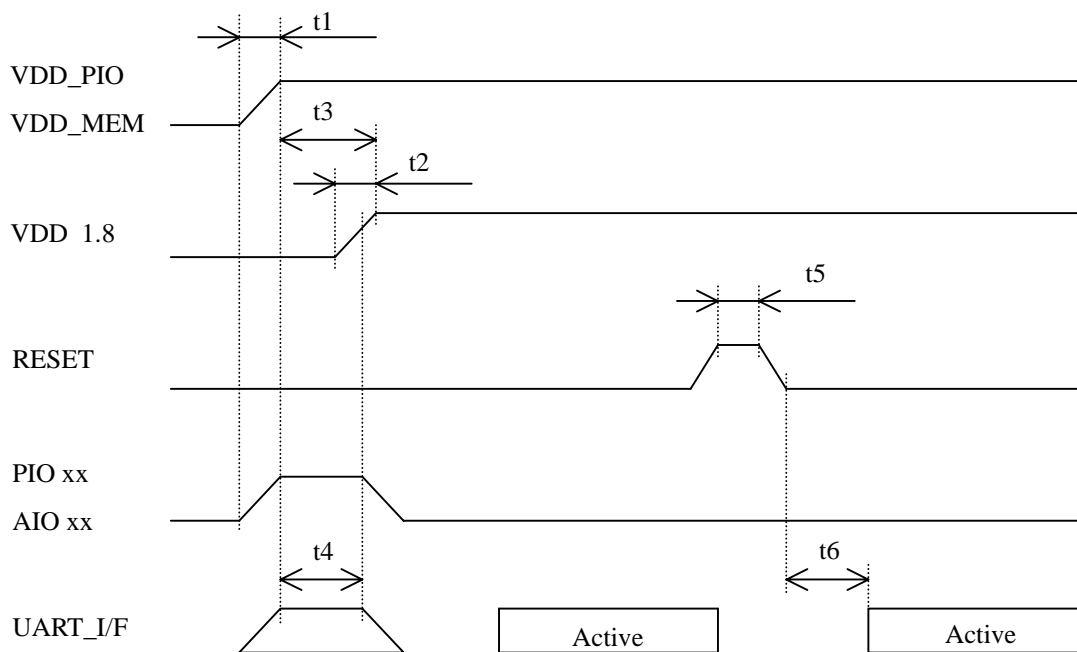 t1
VDD_PIO
VDD_MEM
t3
t2
VDD 1.8
t5
RESET
PIO xx
AIO xx
t4
t6
UART_I/F
Active
Active